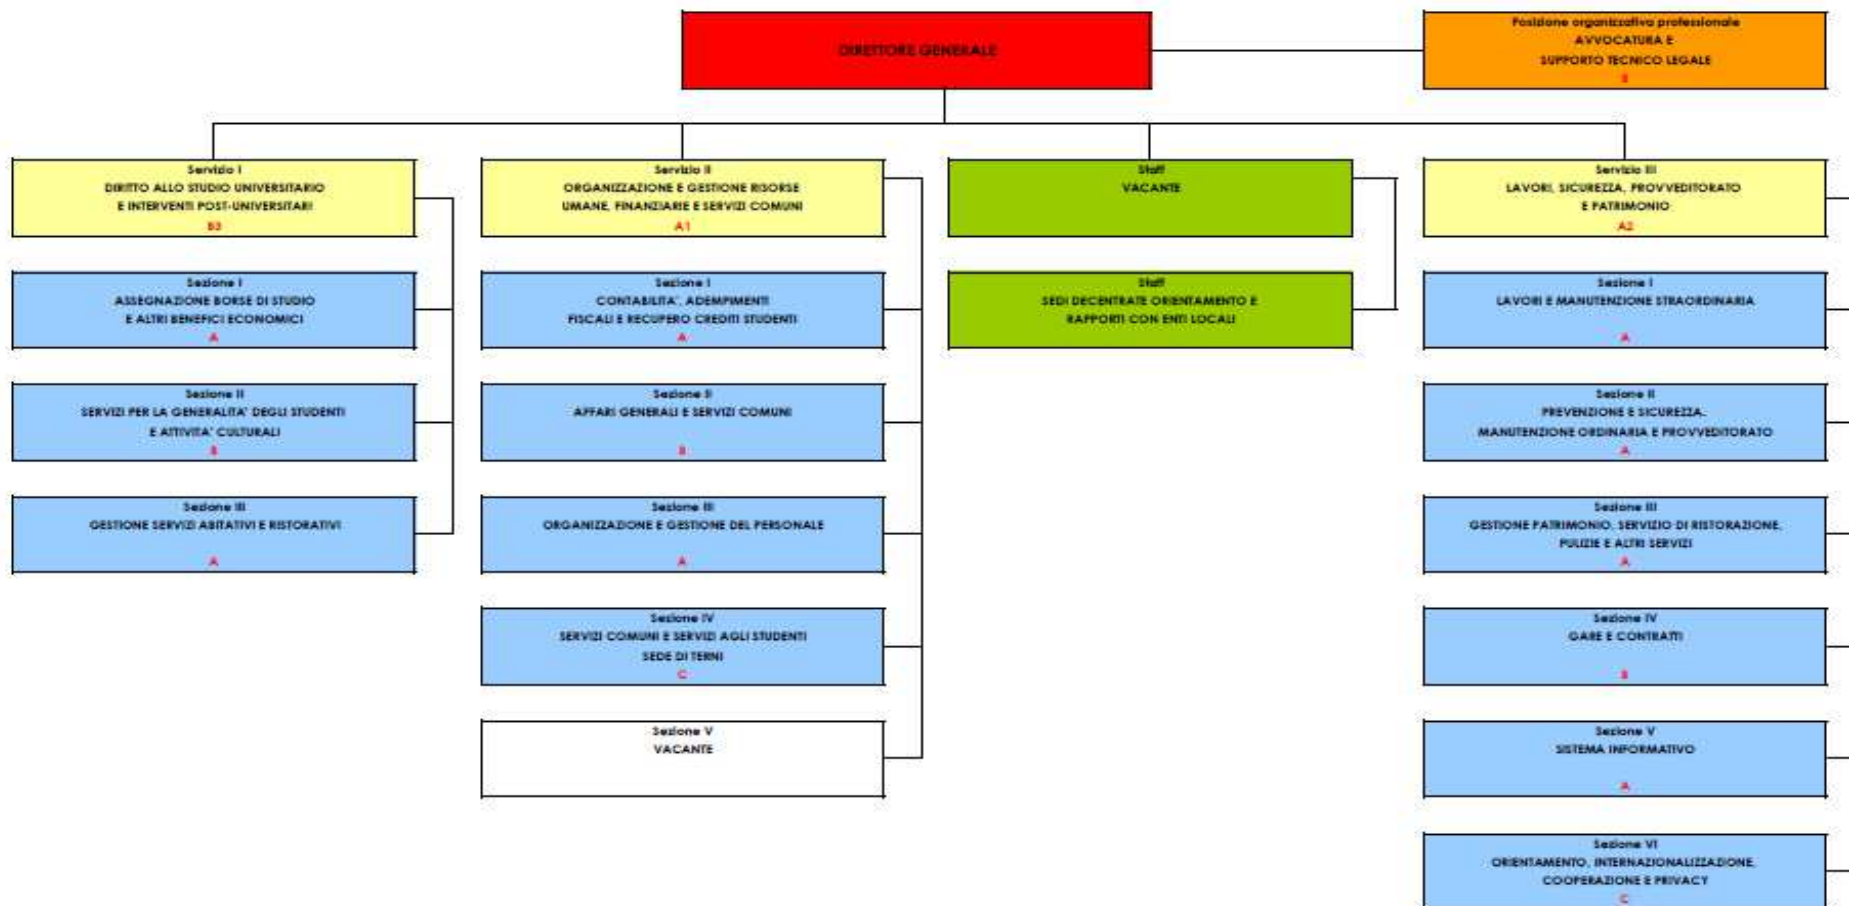 DIRETTORE GENERALE
Posizione organizzativa professionale
AVVOCATURA E
SUPPORTO TECNICO LEGALE
Servizio I
DIRITTO ALLO STUDIO UNIVERSITARIO
E INTERVENTI POST-UNIVERSITARI
B3
Sezione I
ASSEGNAZIONE BORSE DI STUDIO
E ALTRI BENEFICI ECONOMICI
A
Sezione II
SERVIZI PER LA GENERALITA' DEGLI STUDENTI
E ATTIVITA' CULTURALI
B
Sezione III
GESTIONE SERVIZI ABITATIVI E RISTORATIVI
A
Servizio II
ORGANIZZAZIONE E GESTIONE RISORSE
UMANE, FINANZIARIE E SERVIZI COMUNI
A1
Sezione I
CONTABILITA', ADEMPIMENTI
FISCALI E RECUPERO CREDITI STUDENTI
A
Sezione II
AFFARI GENERALI E SERVIZI COMUNI
B
Sezione III
ORGANIZZAZIONE E GESTIONE DEL PERSONALE
A
Sezione IV
SERVIZI COMUNI E SERVIZI AGLI STUDENTI
SEDE DI TERNI
C
Sezione V
VACANTE
Staff
VACANTE
Staff
SEDI DECENTRATE ORIENTAMENTO E
RAPPORTI CON ENTI LOCALI
Servizio III
LAVORI, SICUREZZA, PROVVEDITORATO
E PATRIMONIO
A2
Sezione I
LAVORI E MANUTENZIONE STRAORDINARIA
A
Sezione II
PREVENZIONE E SICUREZZA,
MANUTENZIONE ORDINARIA E PROVVEDITORATO
A
Sezione III
GESTIONE PATRIMONIO, SERVIZIO DI RISTORAZIONE,
PULIZIE E ALTRI SERVIZI
A
Sezione IV
GARE E CONTRATTI
B
Sezione V
SISTEMA INFORMATIVO
A
Sezione VI
ORIENTAMENTO, INTERNAZIONALIZZAZIONE,
COOPERAZIONE E PRIVACY
C